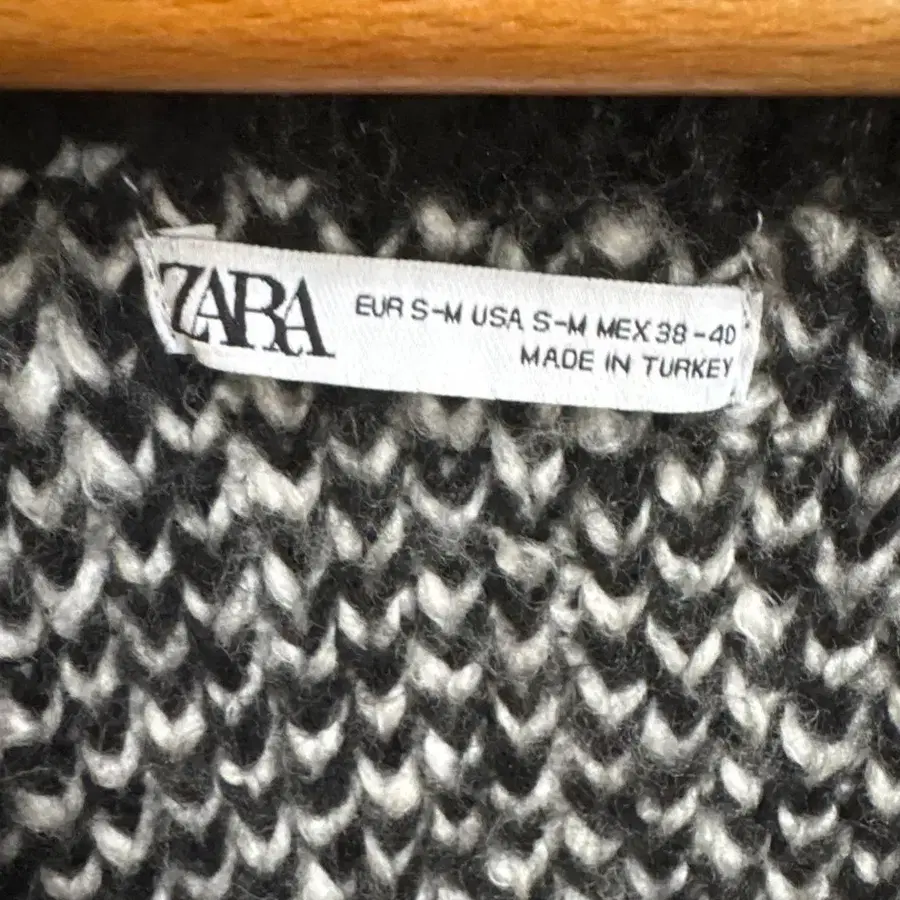 ZARA
EUR S-M USA S-M MEX 38-40
MADE IN TURKEY